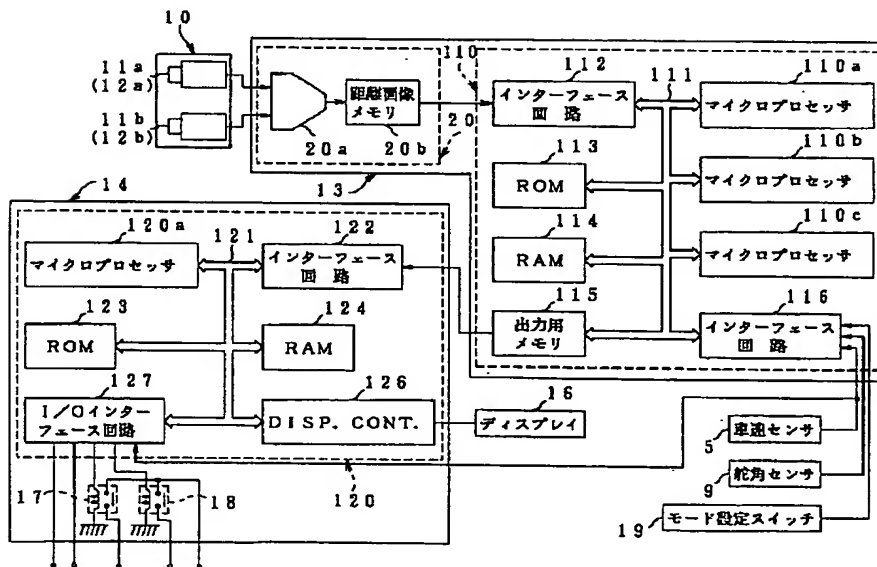 10
11a
(12a)
11b
(12b)
距離画像
メモリ
20a
20b
20
13
110
112
インターフェース
回路
111
110a
マイクロプロセッサ
113
ROM
110b
マイクロプロセッサ
114
RAM
110c
マイクロプロセッサ
115
出力用
メモリ
116
インターフェース
回路
14
120a
マイクロプロセッサ
121
122
インターフェース
回路
123
ROM
124
RAM
127
I/Oインター
フェース回路
126
DISP. CONT.
16
ディスプレイ
120
17
18
車速センサ
5
舵角センサ
9
モード設定スイッチ
19